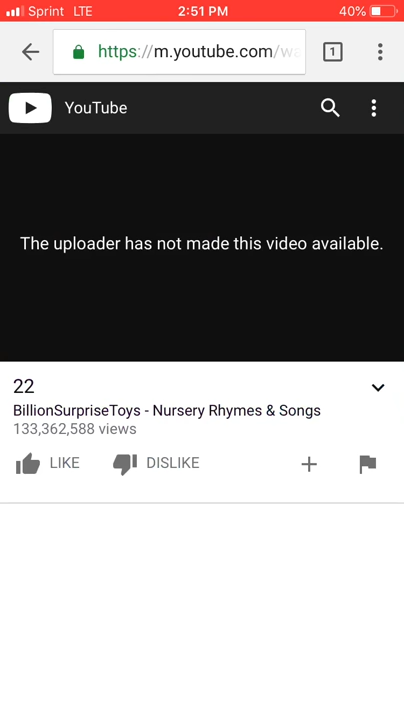 Sprint LTE 2:51 PM 40%
https://m.youtube.com/wa
1
YouTube
The uploader has not made this video available.
22
BillionSurpriseToys - Nursery Rhymes & Songs
133,362,588 views
LIKE DISLIKE